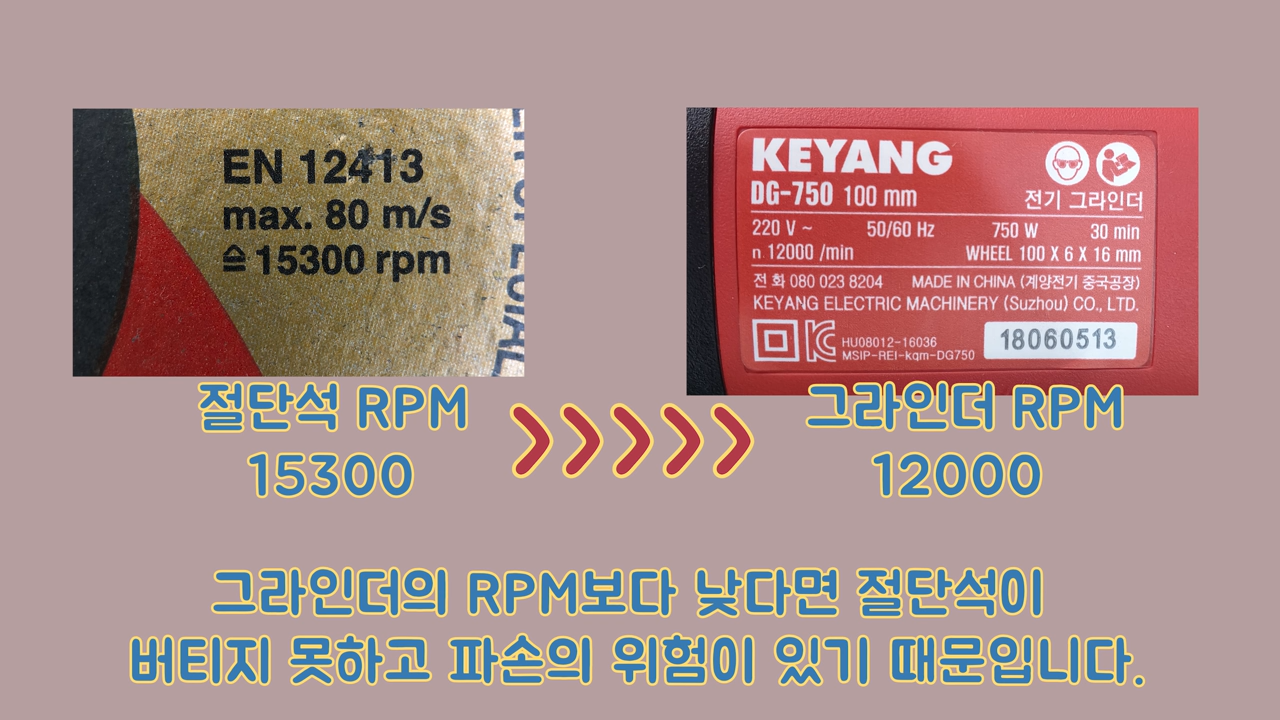 EN 12413
max. 80 m/s
≙ 15300 rpm
KEYANG
DG-750 100 mm
전기 그라인더
220 V ~ 50/60 Hz 750 W 30 min
n 12000 /min WHEEL 100 X 6 X 16 mm
전 화 080 023 8204 MADE IN CHINA (계양전기 중국공장)
KEYANG ELECTRIC MACHINERY (Suzhou) CO., LTD.
HU08012-16036
MSIP-REI-kqm-DG750
18060513
절단석 RPM
15300
그라인더 RPM
12000
그라인더의 RPM보다 낮다면 절단석이
버티지 못하고 파손의 위험이 있기 때문입니다.